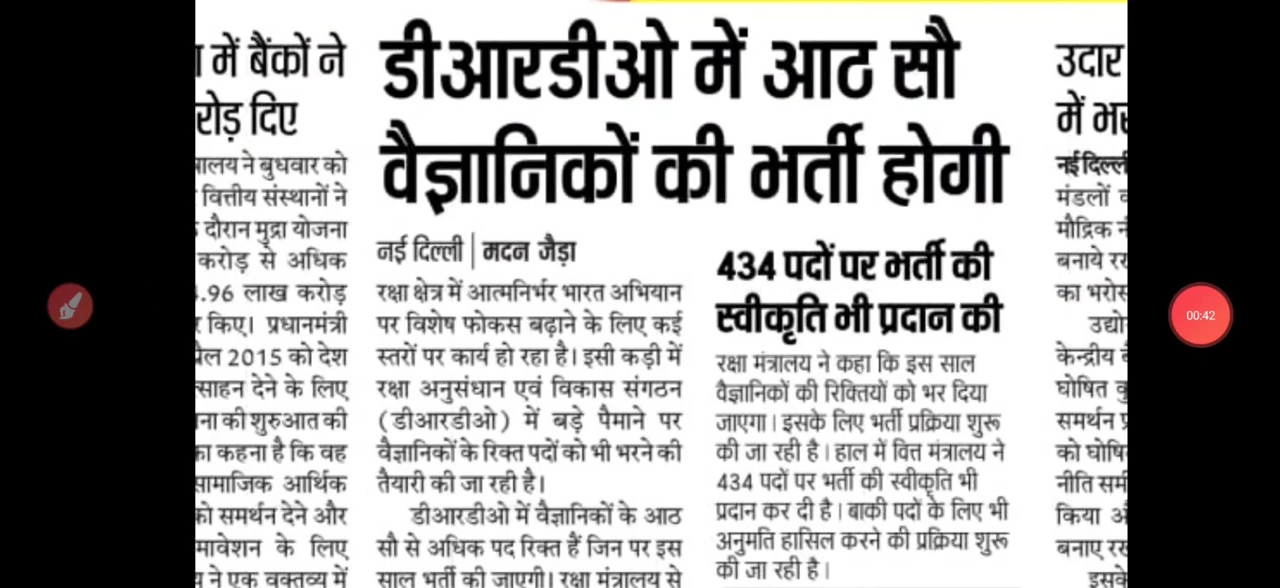 में बैंकों ने
दिए
ने बुधवार को
वित्तीय संस्थानों ने
दौरान मुद्रा योजना
करोड़ से अधिक
.96 लाख करोड़
किए। प्रधानमंत्री
2015 को देश
देने के लिए
की शुरुआत की
कहना है कि वह
सामाजिक आर्थिक
को समर्थन देने और
के लिए
ने एक वक्तव्य में
डीआरडीओ में आठ सौ
वैज्ञानिकों की भर्ती होगी
नई दिल्ली | मदन जैड़ा
रक्षा क्षेत्र में आत्मनिर्भर भारत अभियान
पर विशेष फोकस बढ़ाने के लिए कई
स्तरों पर कार्य हो रहा है। इसी कड़ी में
रक्षा अनुसंधान एवं विकास संगठन
(डीआरडीओ) में बड़े पैमाने पर
वैज्ञानिकों के रिक्त पदों को भी भरने की
तैयारी की जा रही है।
डीआरडीओ में वैज्ञानिकों के आठ
सौ से अधिक पद रिक्त हैं जिन पर इस
साल भर्ती की जाएगी। रक्षा मंत्रालय से
434 पदों पर भर्ती की
स्वीकृति भी प्रदान की
रक्षा मंत्रालय ने कहा कि इस साल
वैज्ञानिकों की रिक्तियों को भर दिया
जाएगा। इसके लिए भर्ती प्रक्रिया शुरू
की जा रही है। हाल में वित्त मंत्रालय ने
434 पदों पर भर्ती की स्वीकृति भी
प्रदान कर दी है। बाकी पदों के लिए भी
अनुमति हासिल करने की प्रक्रिया शुरू
की जा रही है।
उदार
में
नई दिल्ली
मंडलों
मौद्रिक
बनाये
का
केन्द्रीय
घोषित
समर्थन
को
नीति
किया
बनाए
00:42